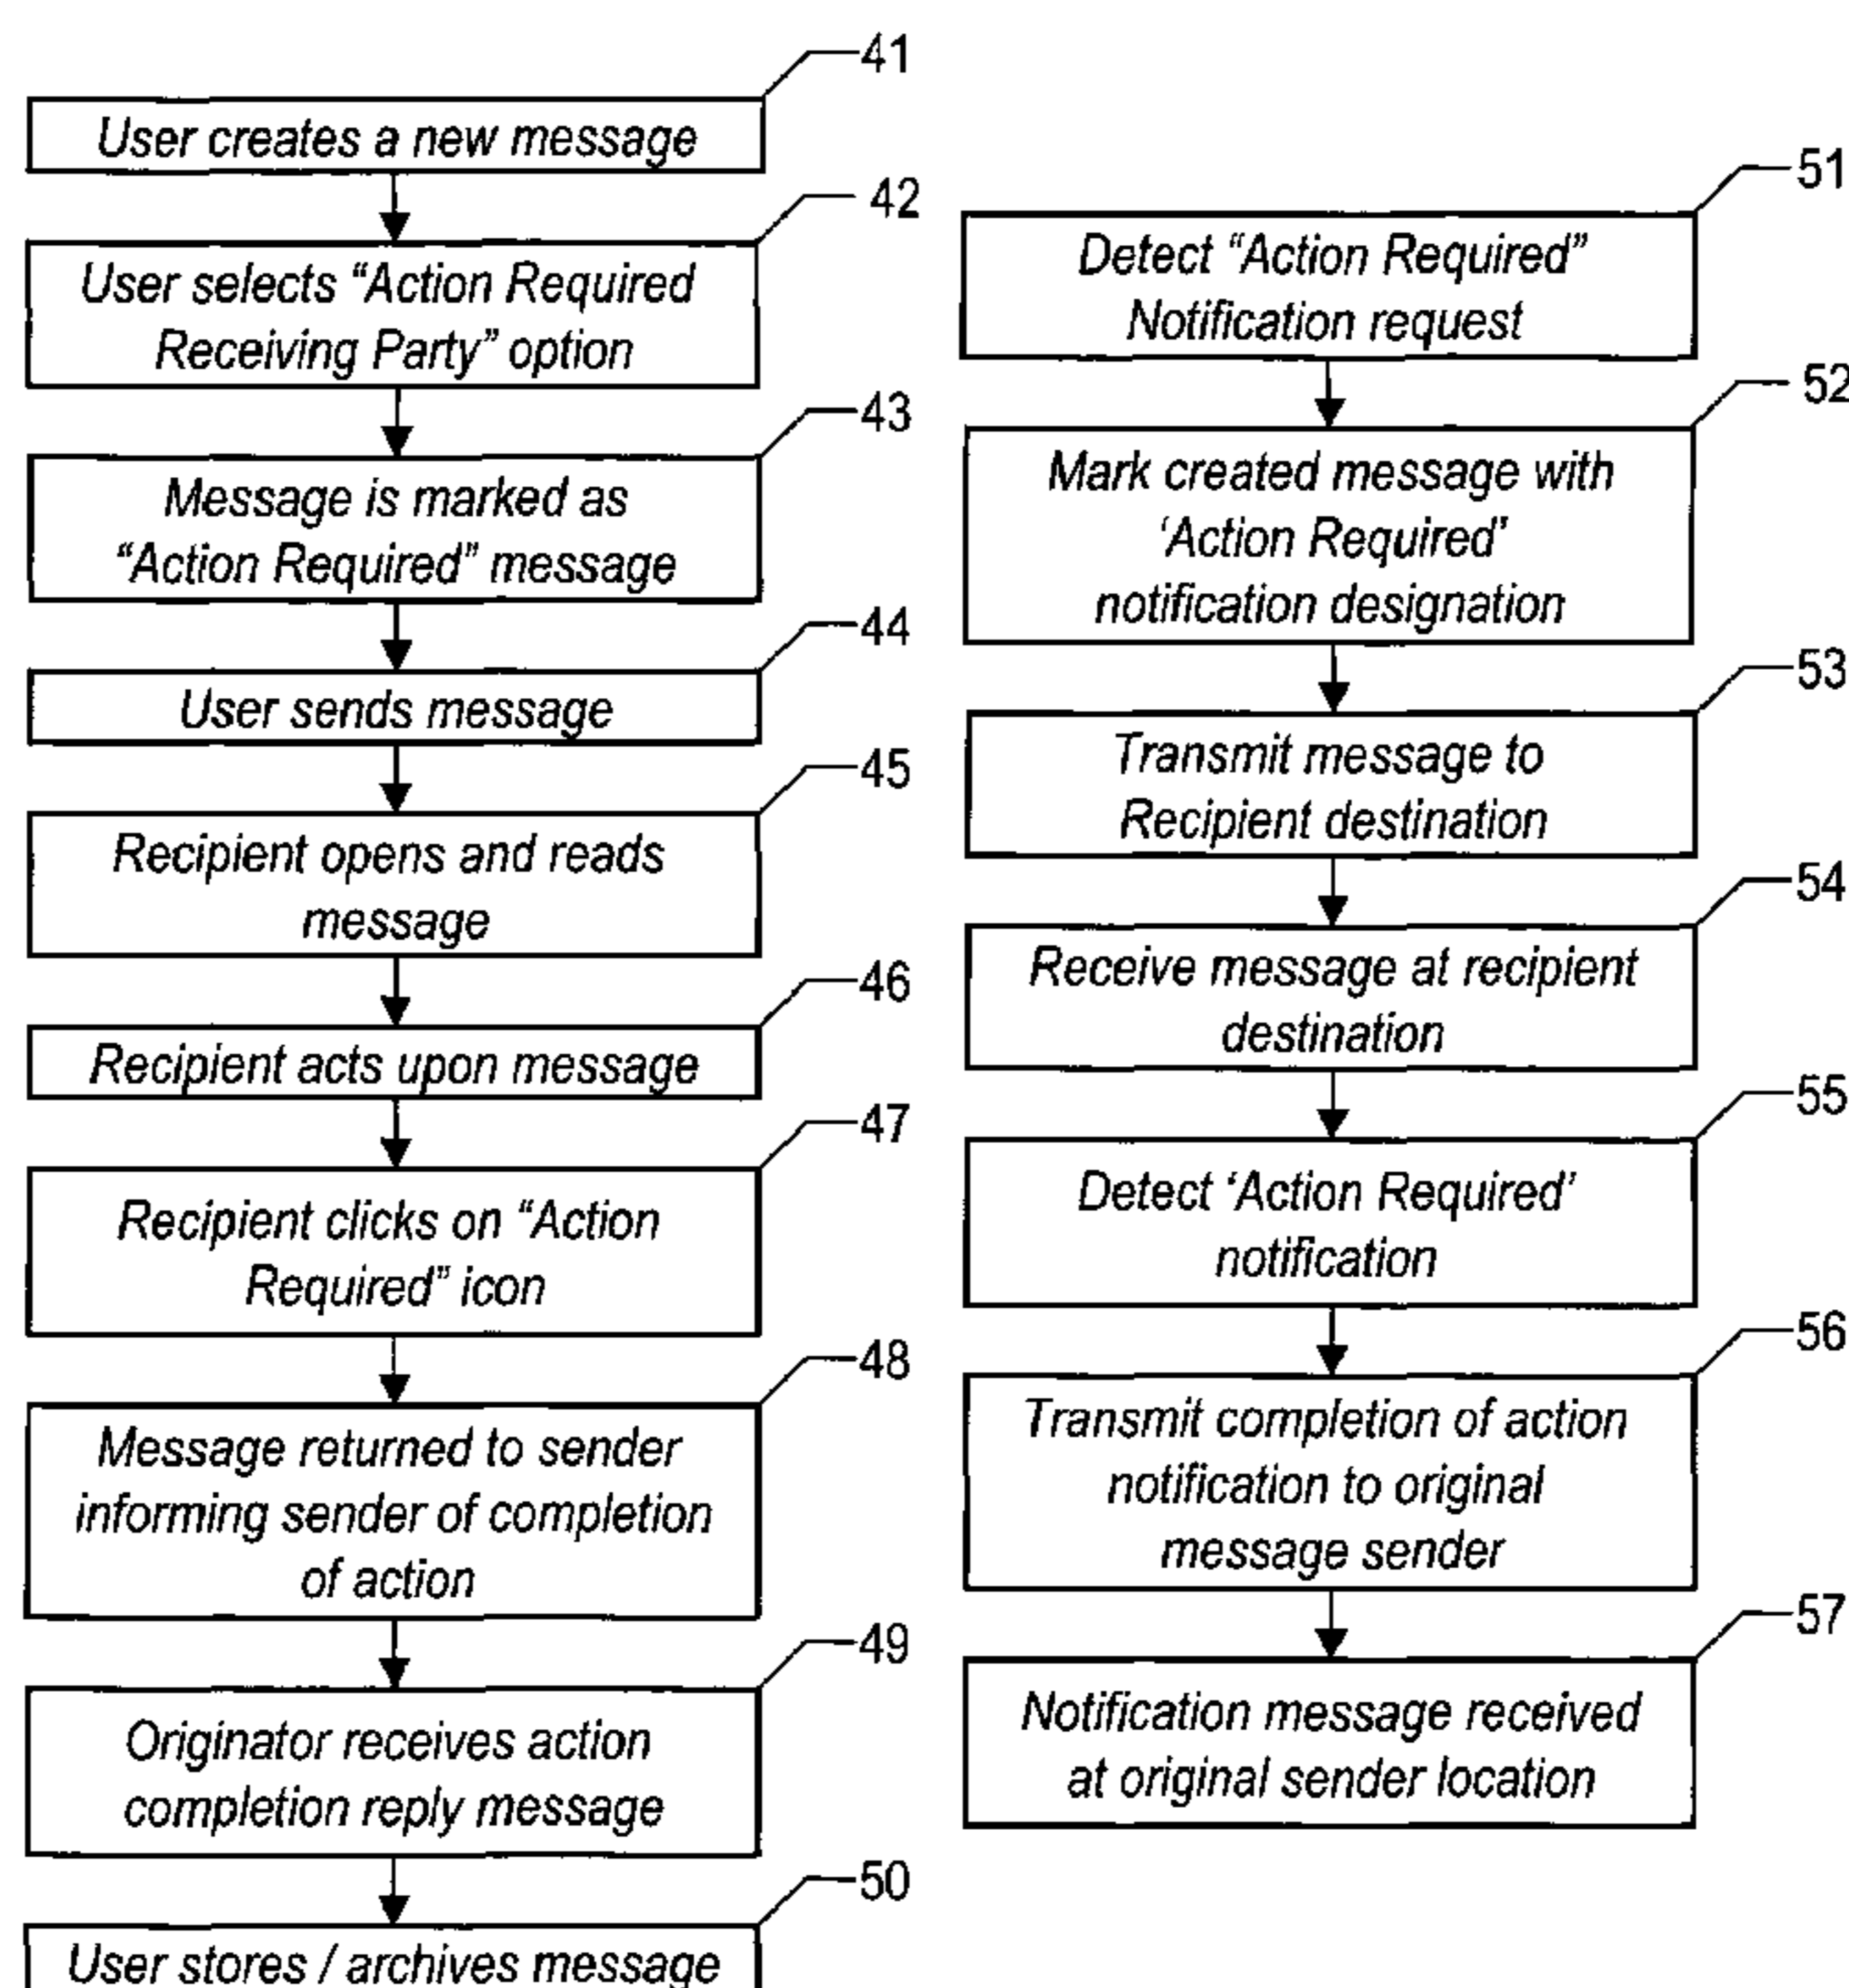 41
User creates a new message
42
User selects “Action Required
Receiving Party” option
43
Message is marked as
“Action Required” message
44
User sends message
45
Recipient opens and reads
message
46
Recipient acts upon message
47
Recipient clicks on “Action
Required” icon
48
Message returned to sender
informing sender of completion
of action
49
Originator receives action
completion reply message
50
User stores / archives message
51
Detect “Action Required”
Notification request
52
Mark created message with
‘Action Required’
notification designation
53
Transmit message to
Recipient destination
54
Receive message at recipient
destination
55
Detect ‘Action Required’
notification
56
Transmit completion of action
notification to original
message sender
57
Notification message received
at original sender location